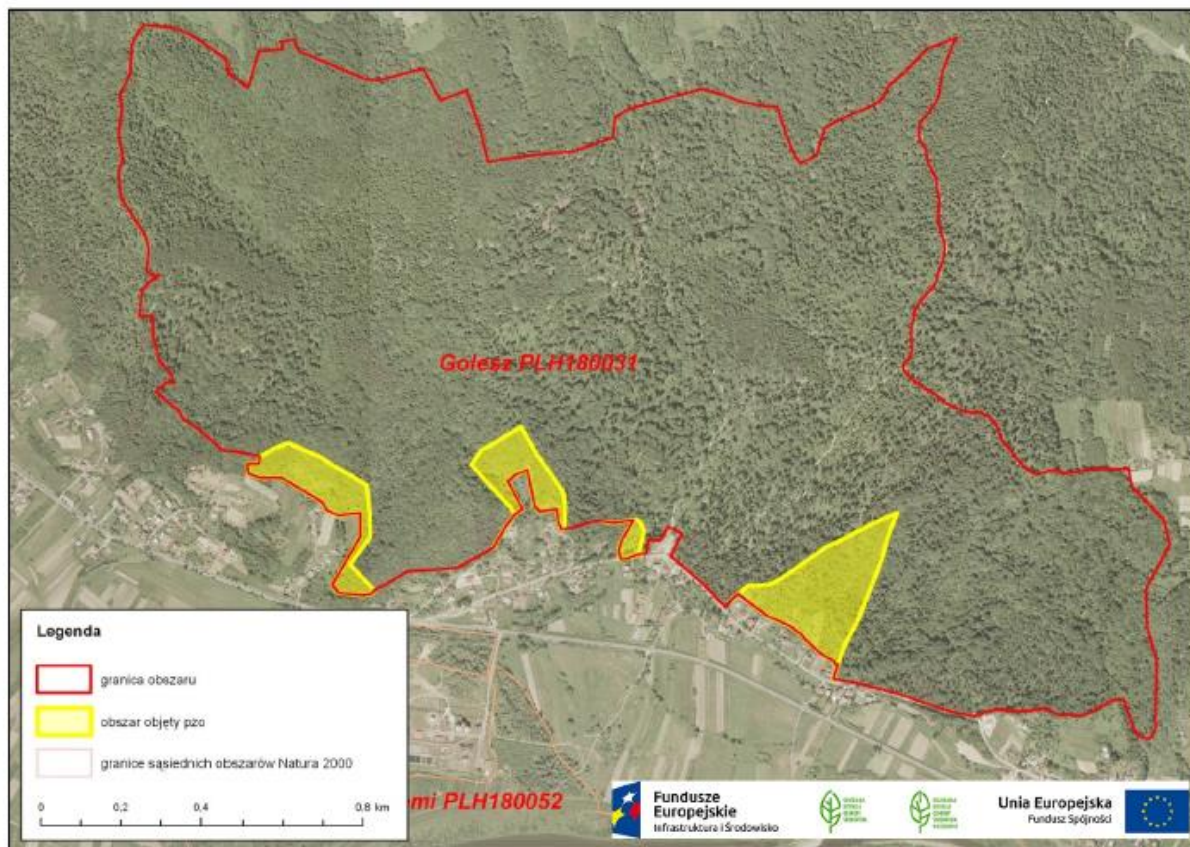 Golesz PLH180031
Legenda
granica obszaru
obszar objęty pzo
granice sąsiednich obszarów Natura 2000
0 0,2 0,4 0,8 km
emi PLH180052
Fundusze
Europejskie
Infrastruktura i Środowisko
Unia Europejska
Fundusz Spójności